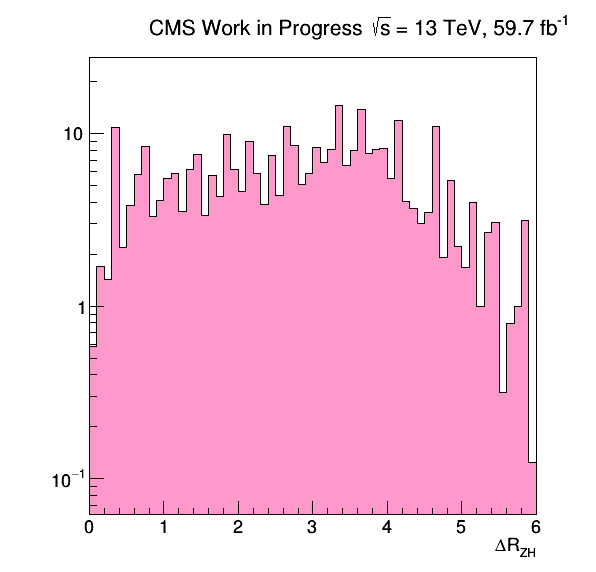 CMS Work in Progress √s = 13 TeV, 59.7 fb⁻¹
10
1
10⁻¹
0 1 2 3 4 5 6
ΔR_ZH